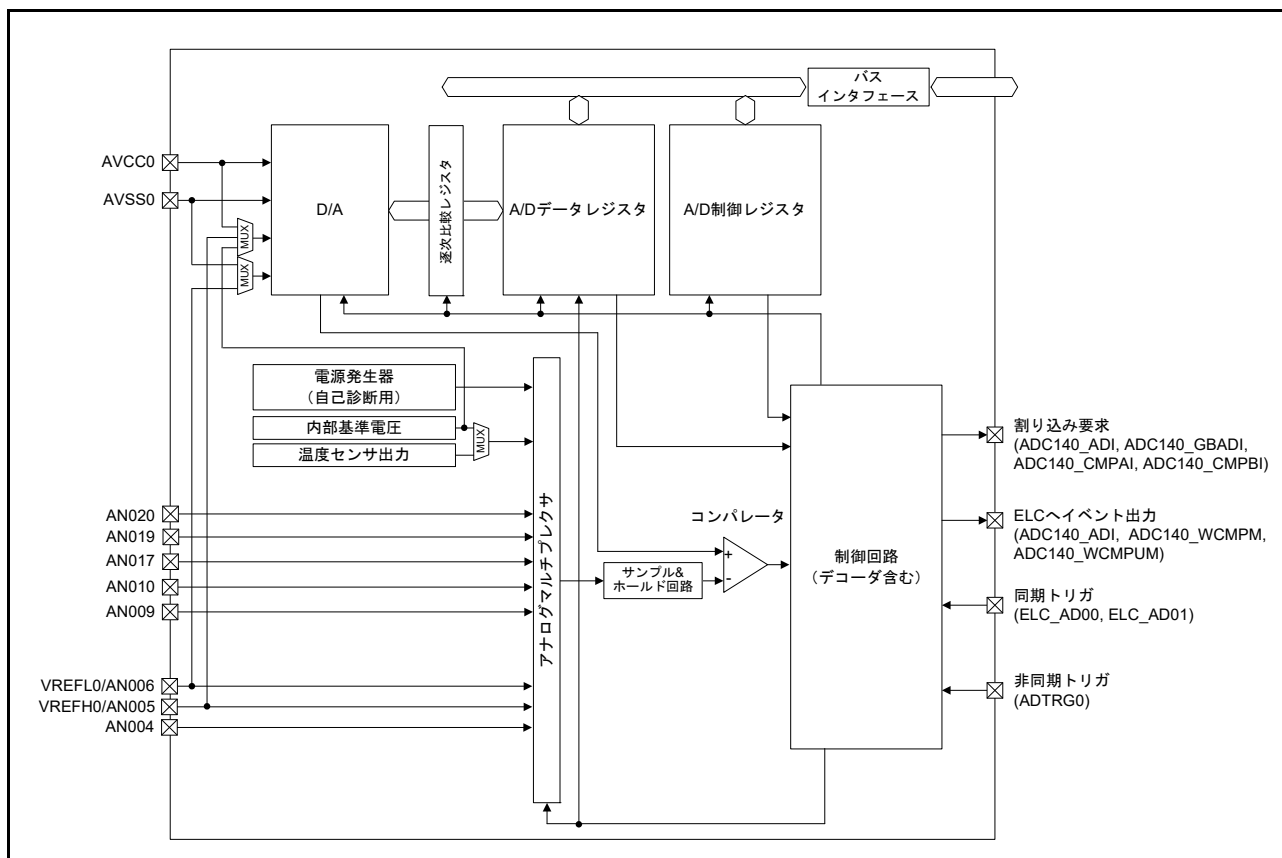 バス
インタフェース
AVCC0
AVSS0
MUX
MUX
D/A
逐次比較レジスタ
A/Dデータレジスタ
A/D制御レジスタ
電源発生器
（自己診断用）
内部基準電圧
温度センサ出力
MUX
アナログマルチプレクサ
AN020
AN019
AN017
AN010
AN009
VREFL0/AN006
VREFH0/AN005
AN004
サンプル&
ホールド回路
コンパレータ
+
-
制御回路
（デコーダ含む）
割り込み要求
(ADC140_ADI, ADC140_GBADI,
ADC140_CMPAI, ADC140_CMPBI)
ELCへイベント出力
(ADC140_ADI, ADC140_WCMPM,
ADC140_WCMPUM)
同期トリガ
(ELC_AD00, ELC_AD01)
非同期トリガ
(ADTRG0)